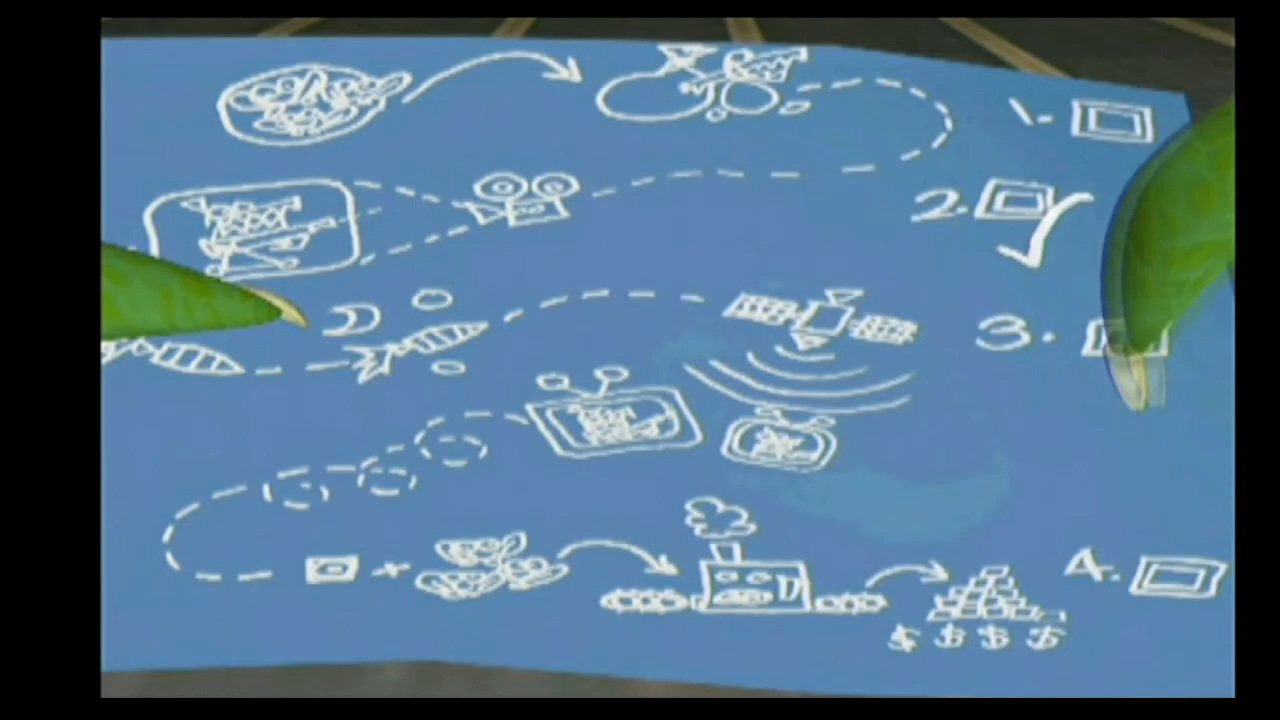 1.
2.
3.
4.
$ $ $ $